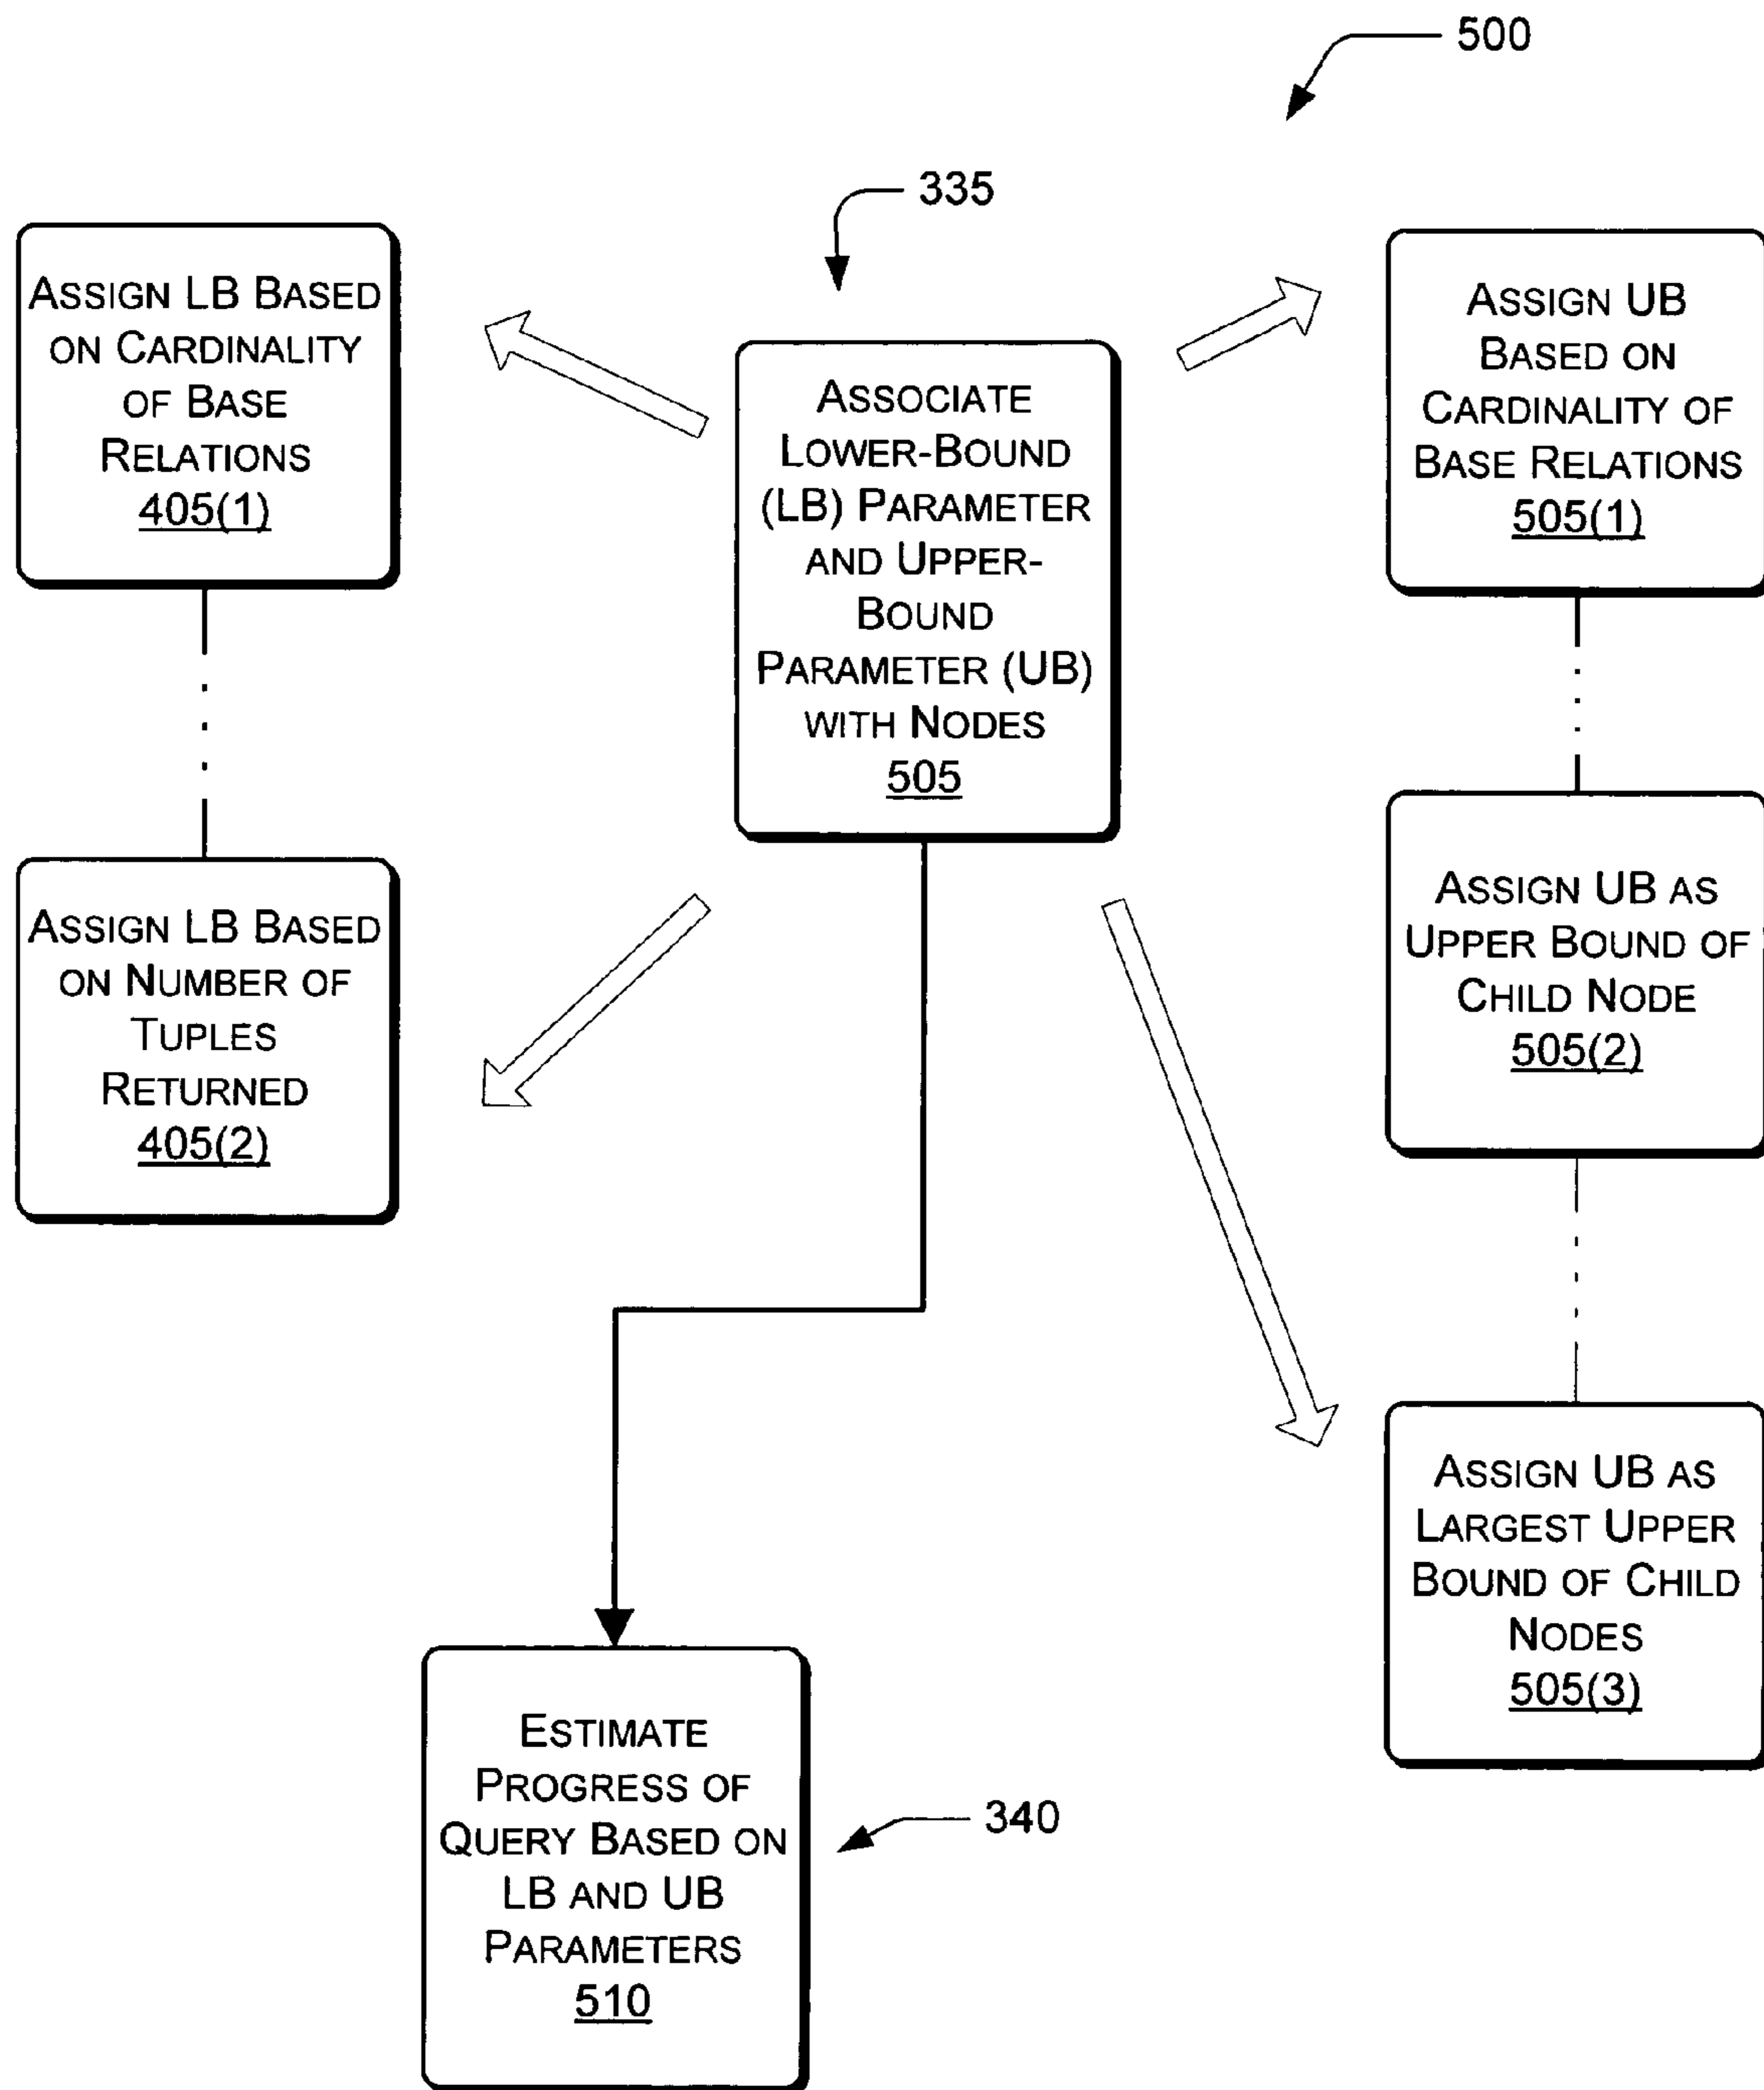 500
335
ASSIGN LB BASED
ON CARDINALITY
OF BASE
RELATIONS
405(1)
ASSIGN LB BASED
ON NUMBER OF
TUPLES
RETURNED
405(2)
ASSOCIATE
LOWER-BOUND
(LB) PARAMETER
AND UPPER-
BOUND
PARAMETER (UB)
WITH NODES
505
ASSIGN UB
BASED ON
CARDINALITY OF
BASE RELATIONS
505(1)
ASSIGN UB AS
UPPER BOUND OF
CHILD NODE
505(2)
ASSIGN UB AS
LARGEST UPPER
BOUND OF CHILD
NODES
505(3)
ESTIMATE
PROGRESS OF
QUERY BASED ON
LB AND UB
PARAMETERS
510
340